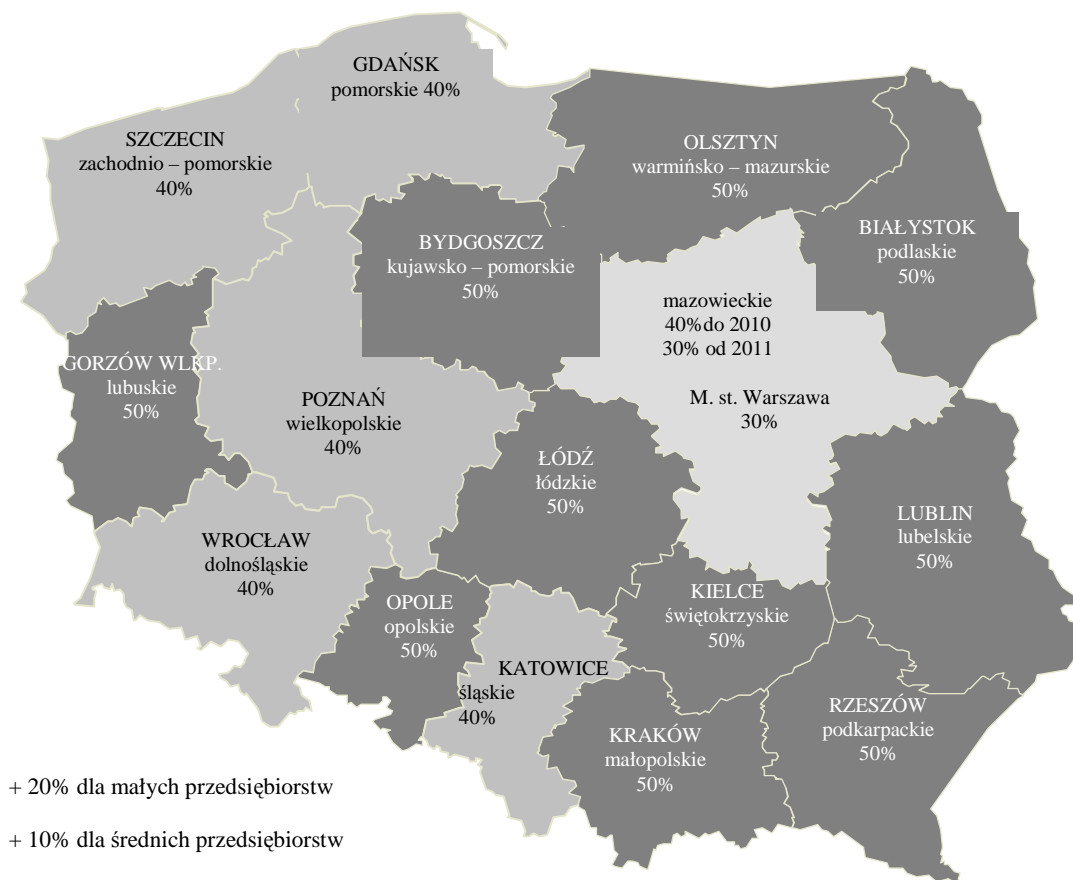 GDAŃSK
pomorskie 40%
SZCZECIN
zachodnio – pomorskie
40%
OLSZTYN
warmińsko – mazurskie
50%
BIAŁYSTOK
podlaskie
50%
BYDGOSZCZ
kujawsko – pomorskie
50%
mazowieckie
40%do 2010
30% od 2011
M. st. Warszawa
30%
GORZÓW WLKP.
lubuskie
50%
POZNAŃ
wielkopolskie
40%
ŁÓDŹ
łódzkie
50%
LUBLIN
lubelskie
50%
WROCŁAW
dolnośląskie
40%
OPOLE
opolskie
50%
KIELCE
świętokrzyskie
50%
KATOWICE
śląskie
40%
KRAKÓW
małopolskie
50%
RZESZÓW
podkarpackie
50%
+ 20% dla małych przedsiębiorstw
+ 10% dla średnich przedsiębiorstw